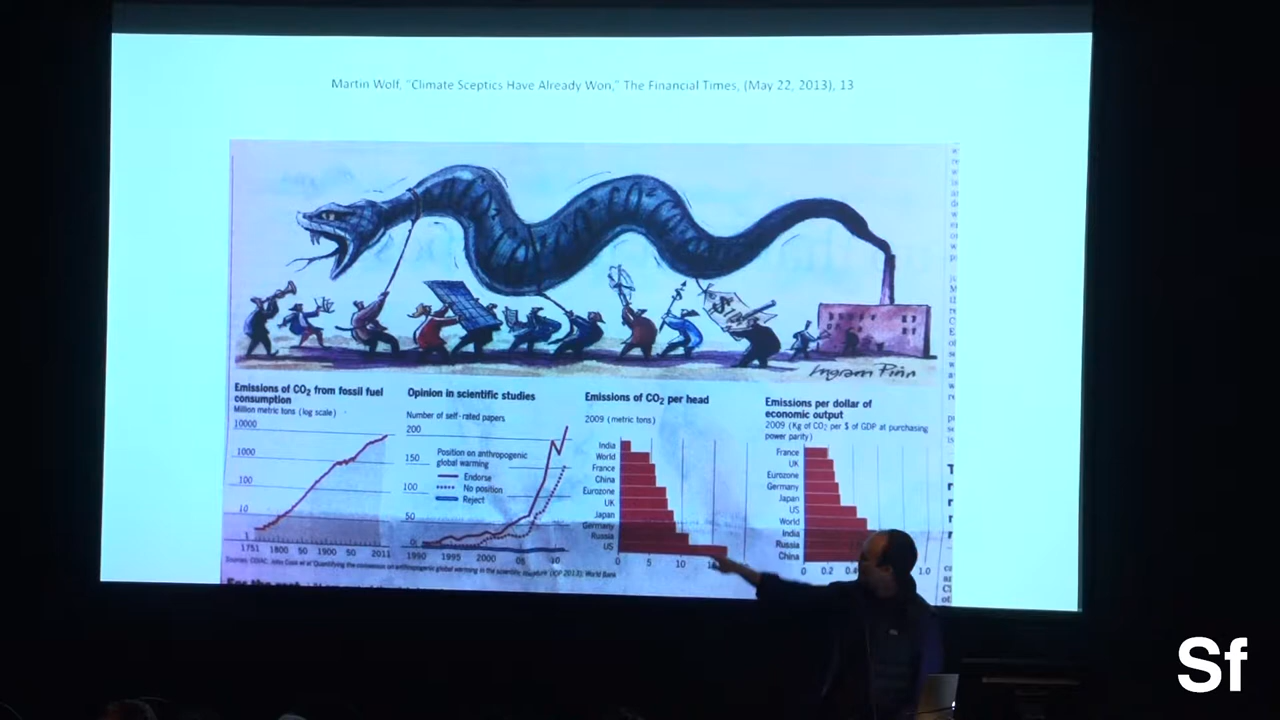 Martin Wolf, "Climate Sceptics Have Already Won," The Financial Times, (May 22, 2013), 13
Ingram Pinn
Emissions of CO2 from fossil fuel
consumption
Million metric tons (log scale)
10000
1000
100
10
1
1751 1800 50 1900 50 2011
Opinion in scientific studies
Number of self-rated papers
200
150
100
50
0
Position on anthropogenic
global warming
Endorse
No position
Reject
1990 1995 2000 05 10
Emissions of CO2 per head
2009 (metric tons)
India
World
France
China
Eurozone
UK
Japan
Germany
Russia
US
0 5 10
Emissions per dollar of
economic output
2009 (Kg of CO2 per $ of GDP at purchasing
power parity)
France
UK
Eurozone
Germany
Japan
US
World
India
Russia
China
0 0.2 1.0
Sources: CDIAC, John Cook et al 'Quantifying the consensus on anthropogenic global warming in the scientific literature' (IOP 2013); World Bank
Sf